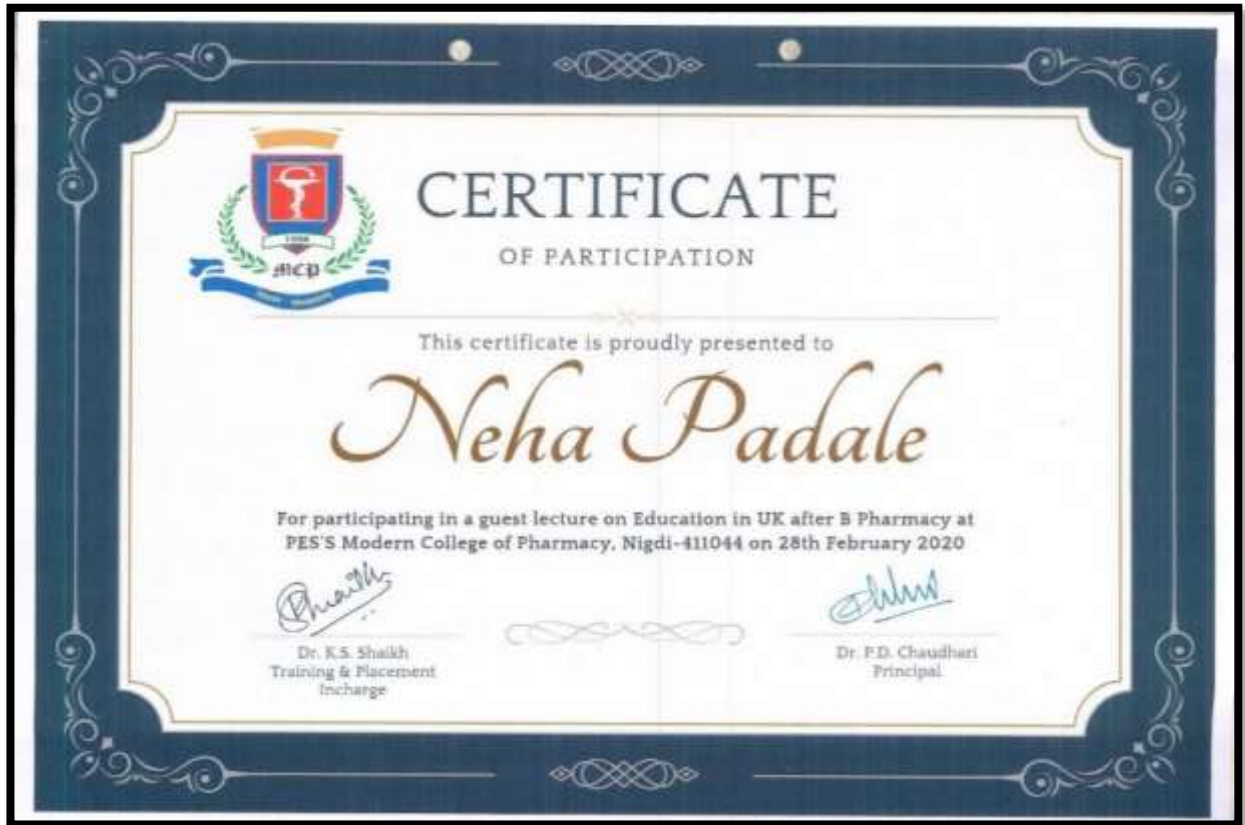 CERTIFICATE
OF PARTICIPATION
MCP
This certificate is proudly presented to
Neha Padale
For participating in a guest lecture on Education in UK after B Pharmacy at
PES'S Modern College of Pharmacy, Nigdi-411044 on 28th February 2020
Dr. K.S. Shaikh
Training & Placement
Incharge
Dr. P.D. Chaudhari
Principal